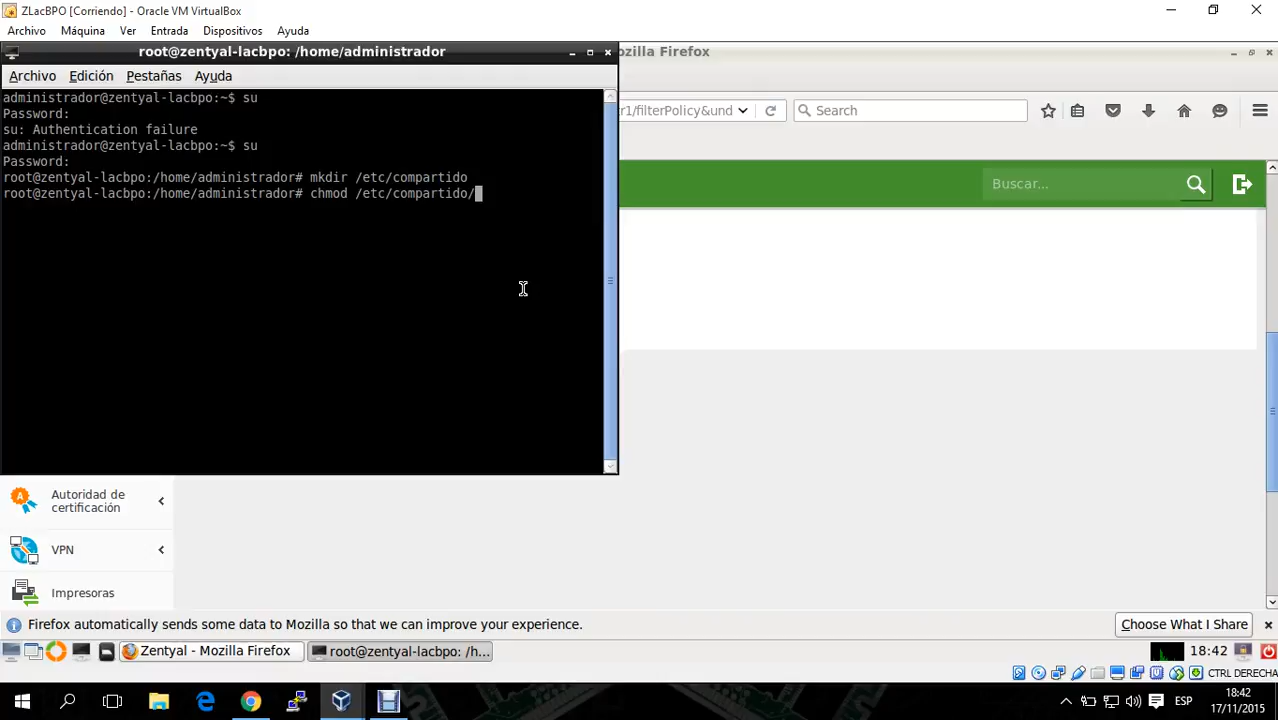 ZLacBPO [Corriendo] - Oracle VM VirtualBox
Archivo Máquina Ver Entrada Dispositivos Ayuda
root@zentyal-lacbpo: /home/administrador
ozilla Firefox
Archivo Edición Pestañas Ayuda
administrador@zentyal-lacbpo:~$ su
Password:
su: Authentication failure
administrador@zentyal-lacbpo:~$ su
Password:
root@zentyal-lacbpo:/home/administrador# mkdir /etc/compartido
root@zentyal-lacbpo:/home/administrador# chmod /etc/compartido/
r1/filterPolicy&und
Search
Buscar...
Autoridad de
certificación
VPN
Impresoras
Firefox automatically sends some data to Mozilla so that we can improve your experience.
Choose What I Share
Zentyal - Mozilla Firefox
root@zentyal-lacbpo: /h...
18:42
CTRL DERECHA
ESP
18:42
17/11/2015